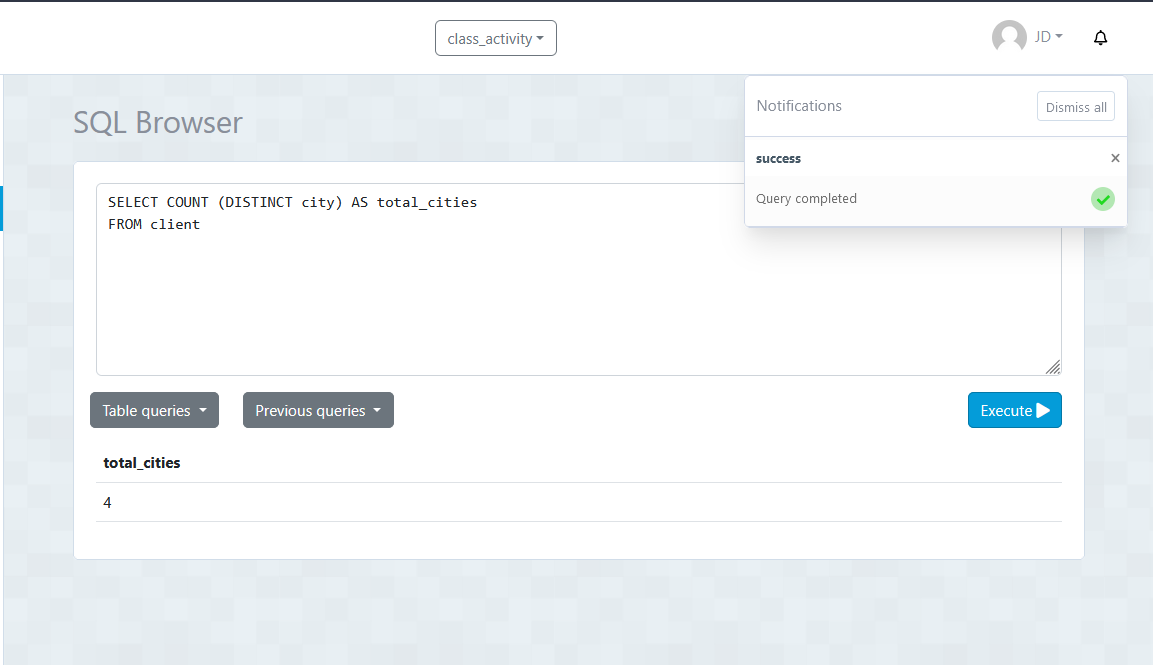 class_activity
JD
SQL Browser
Notifications
Dismiss all
success
×
Query completed
SELECT COUNT (DISTINCT city) AS total_cities
FROM client
Table queries
Previous queries
Execute
total_cities
4